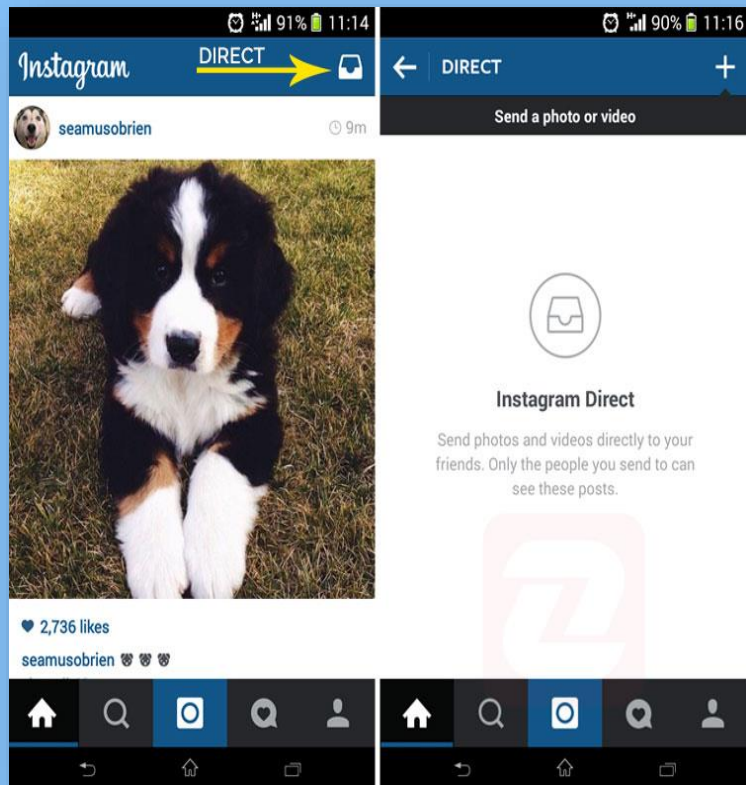 91% 11:14
Instagram
DIRECT
seamusobrien
9m
2,736 likes
seamusobrien
90% 11:16
DIRECT
Send a photo or video
Instagram Direct
Send photos and videos directly to your
friends. Only the people you send to can
see these posts.